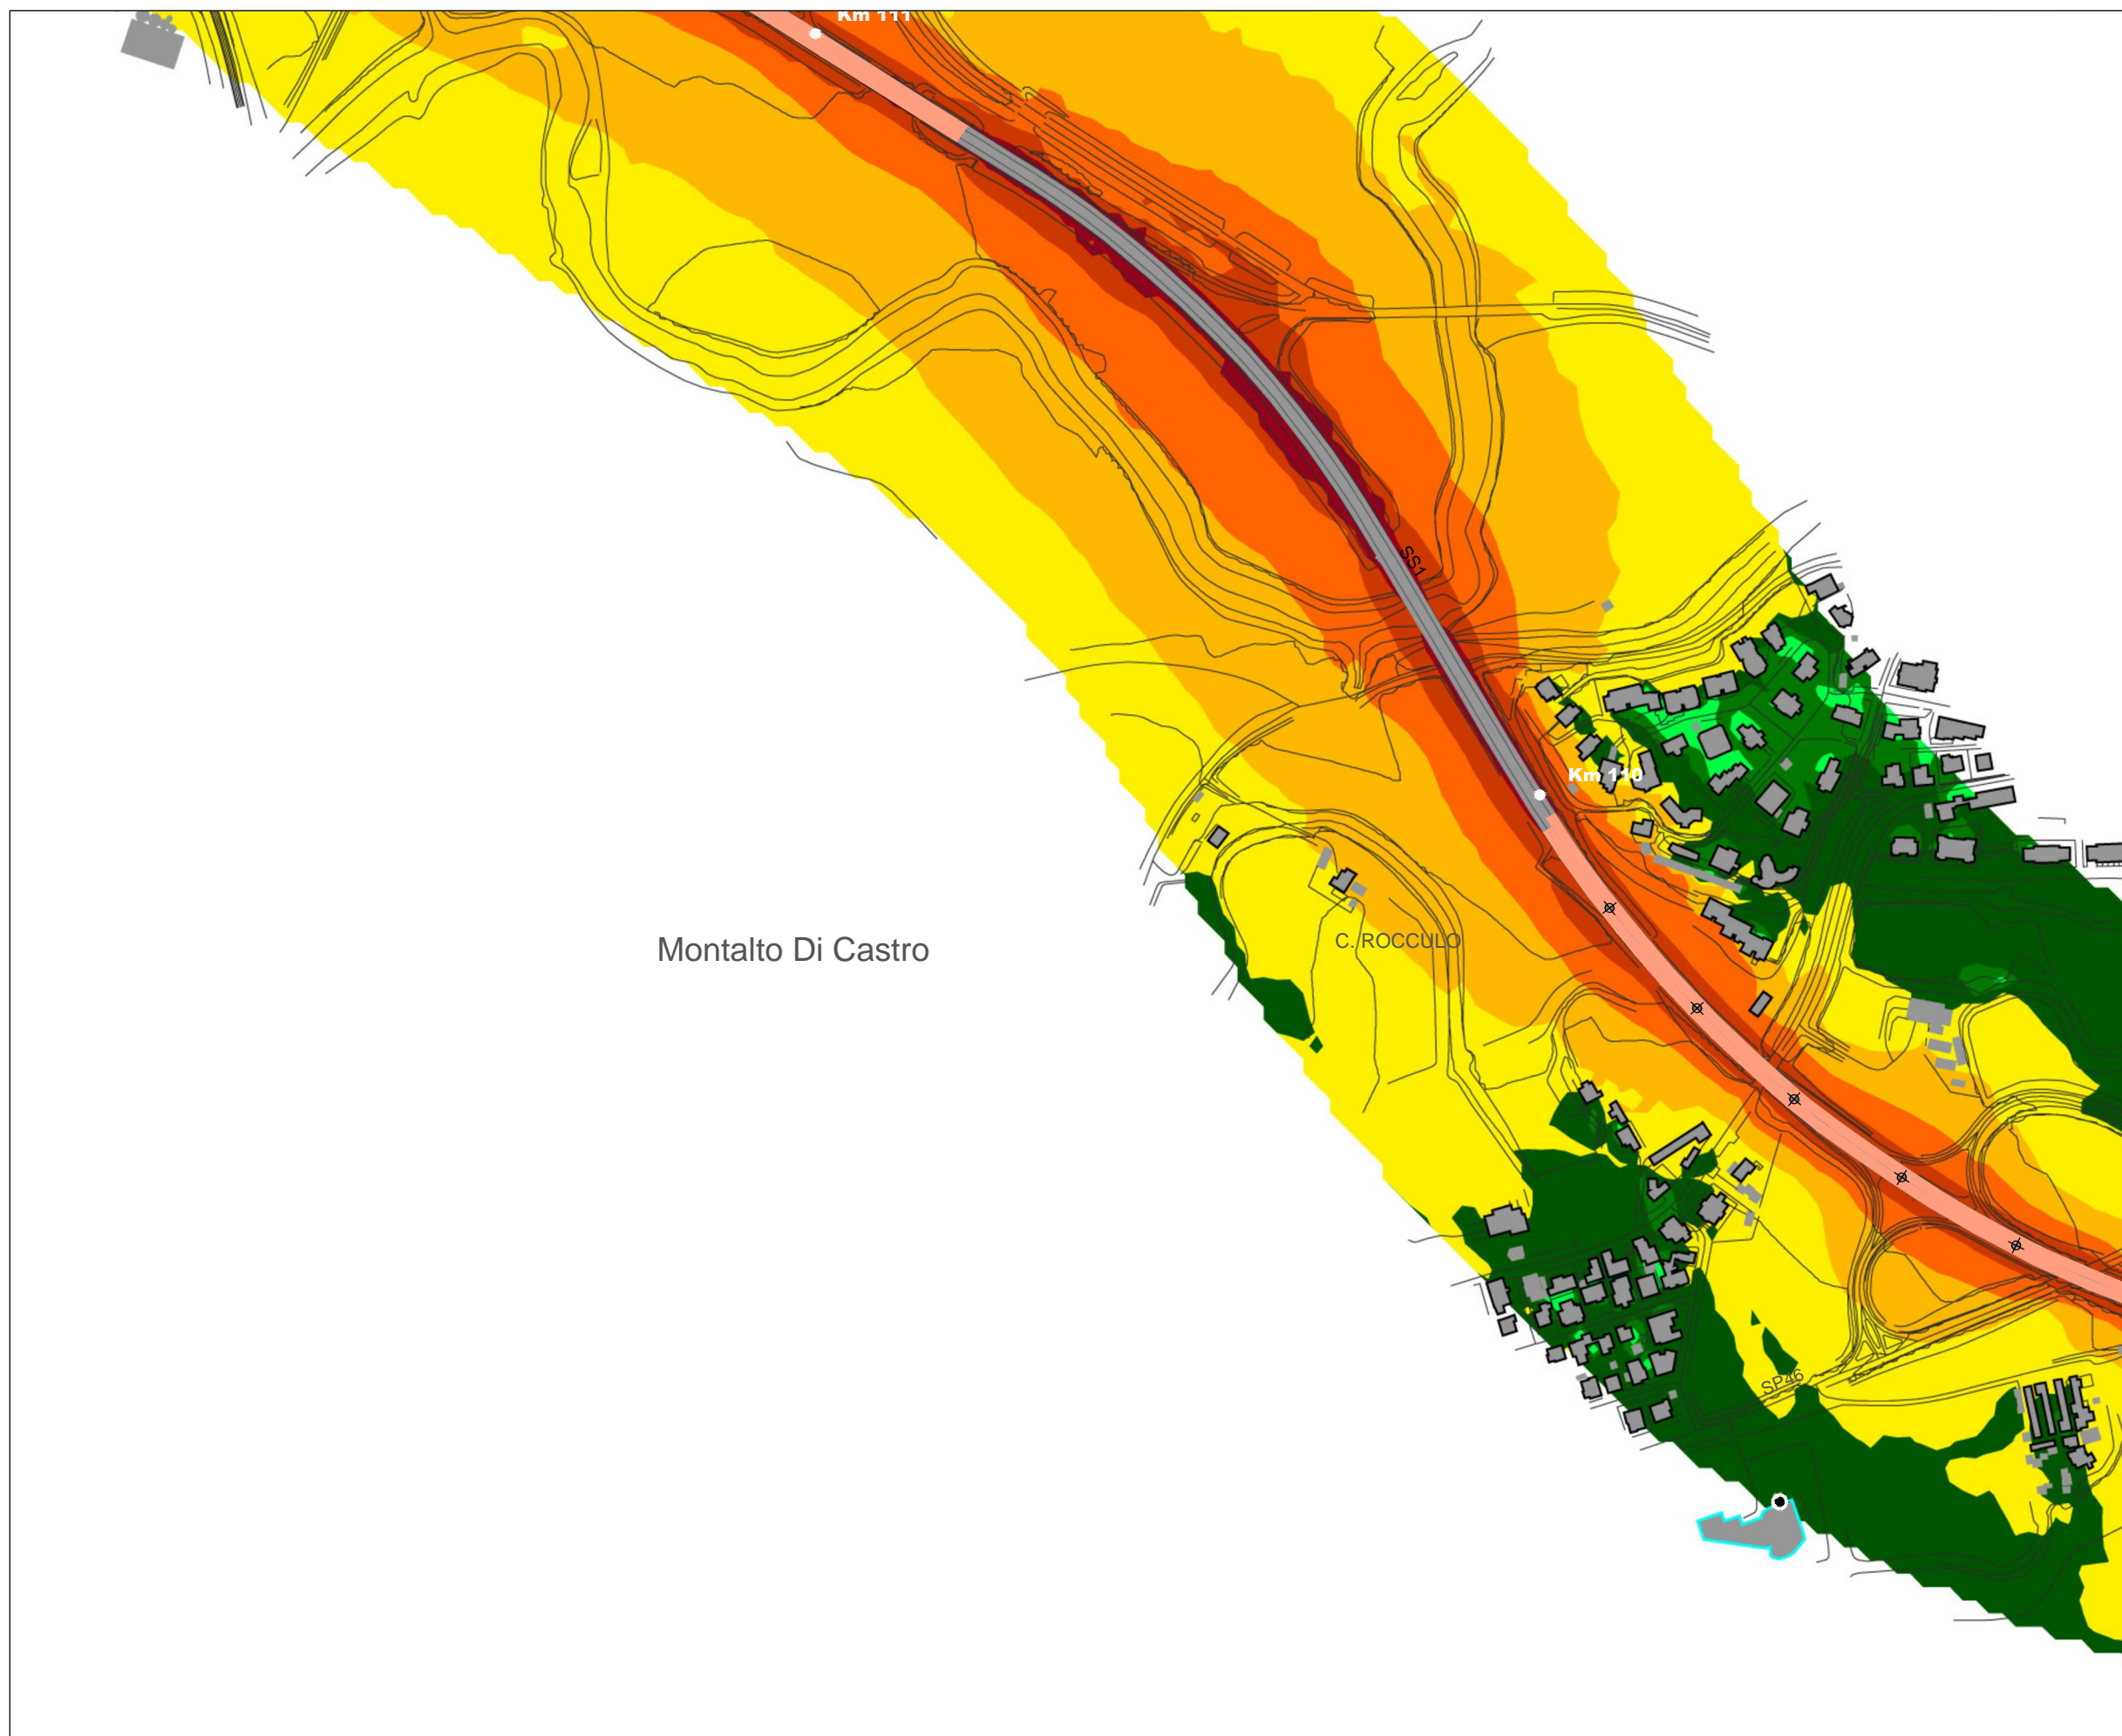 Km 111
SS1
Km 110
C. ROCCULO
Montalto Di Castro
SP46